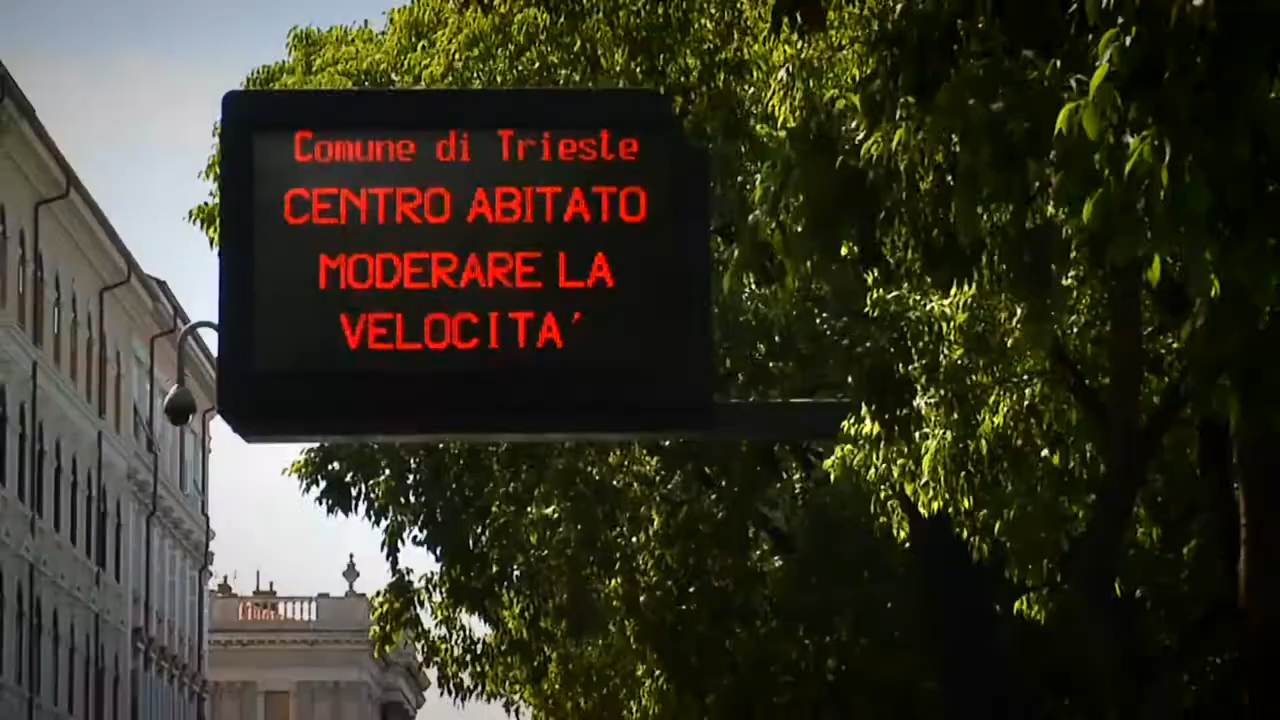 Comune di Trieste
CENTRO ABITATO
MODERARE LA
VELOCITA'